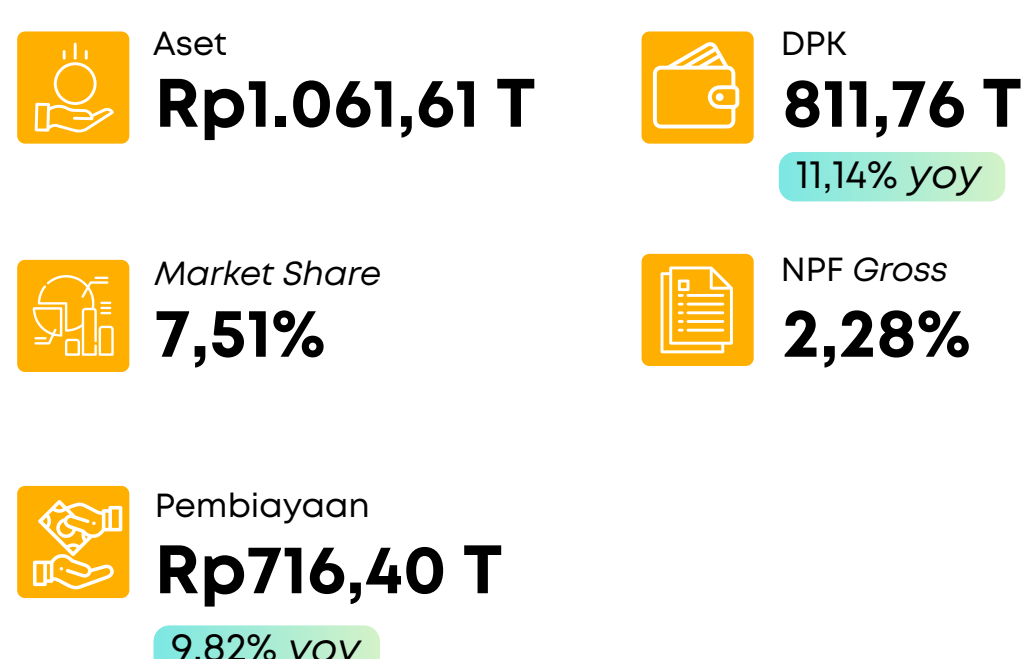 Aset
Rp1.061,61 T
DPK
811,76 T
11,14% yoy
Market Share
7,51%
NPF Gross
2,28%
Pembiayaan
Rp716,40 T
9,82% yoy